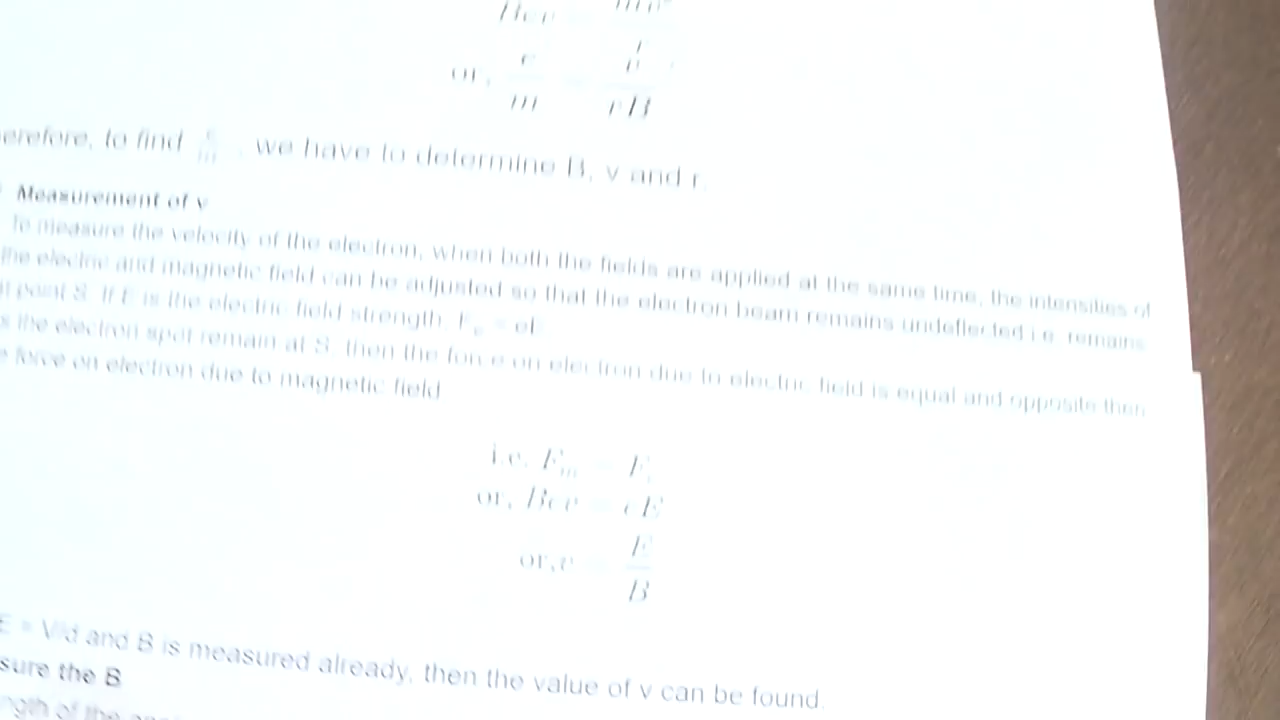 Bev = mv²
or, e/m = v/rB
erefore, to find e/m , we have to determine B, v and r.
Measurement of v
To measure the velocity of the electron, when both the fields are applied at the same time, the intensities of
the electric and magnetic field can be adjusted so that the electron beam remains undeflected i.e. remains
at point S. If E is the electric field strength, Fe = eE
s the electron spot remain at S, then the force on electron due to electric field is equal and opposite then
e force on electron due to magnetic field
i.e. Fm = Fe
or, Bev = eE
or, v = E/B
E = V/d and B is measured already, then the value of v can be found.
sure the B
ngth of the